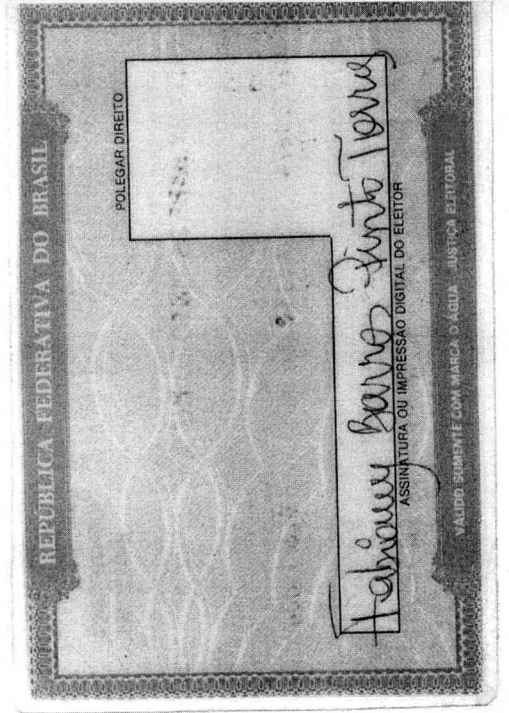 REPÚBLICA FEDERATIVA DO BRASIL
POLEGAR DIREITO
Fabiany Barros Pinto Torres
ASSINATURA OU IMPRESSÃO DIGITAL DO ELEITOR
VÁLIDO SOMENTE COM MARCA D'ÁGUA JUSTIÇA ELEITORAL